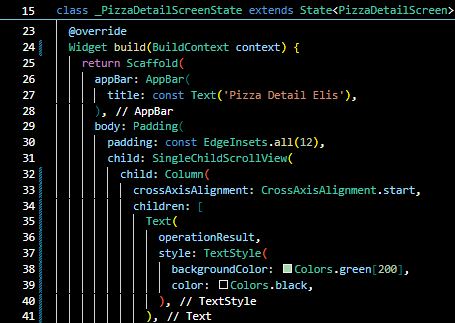 15 class _PizzaDetailScreenState extends State<PizzaDetailScreen>
23 @override
24 Widget build(BuildContext context) {
25 return Scaffold(
26 appBar: AppBar(
27 title: const Text('Pizza Detail Elis'),
28 ), // AppBar
29 body: Padding(
30 padding: const EdgeInsets.all(12),
31 child: SingleChildScrollView(
32 child: Column(
33 crossAxisAlignment: CrossAxisAlignment.start,
34 children: [
35 Text(
36 operationResult,
37 style: TextStyle(
38 backgroundColor: Colors.green[200],
39 color: Colors.black,
40 ), // TextStyle
41 ), // Text